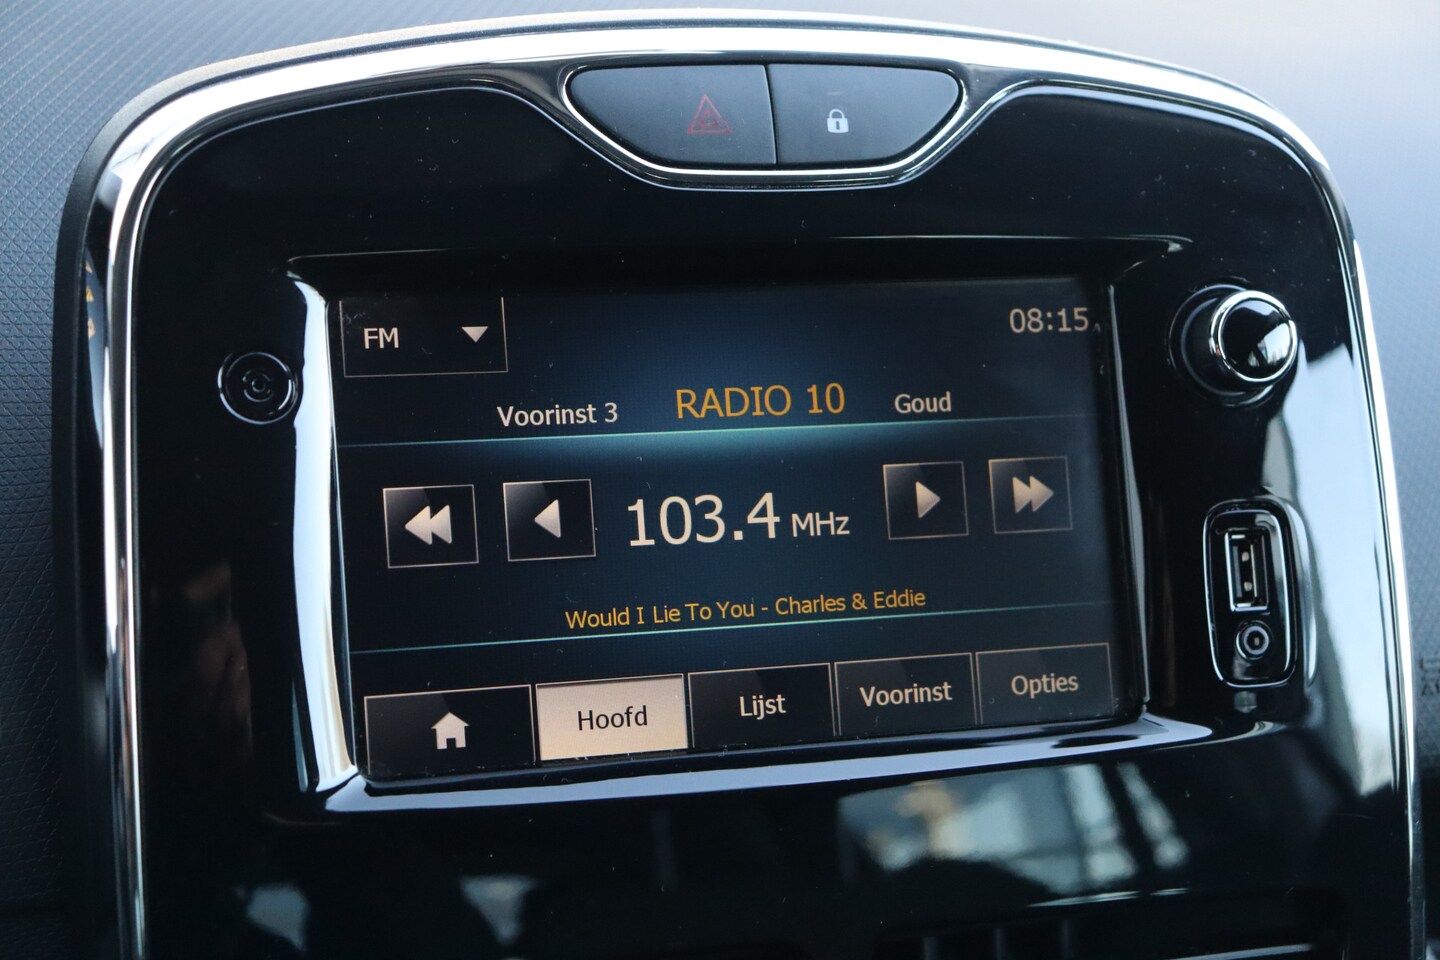 FM
08:15
Voorinst 3
RADIO 10
Goud
103.4 MHz
Would I Lie To You - Charles & Eddie
Hoofd
Lijst
Voorinst
Opties